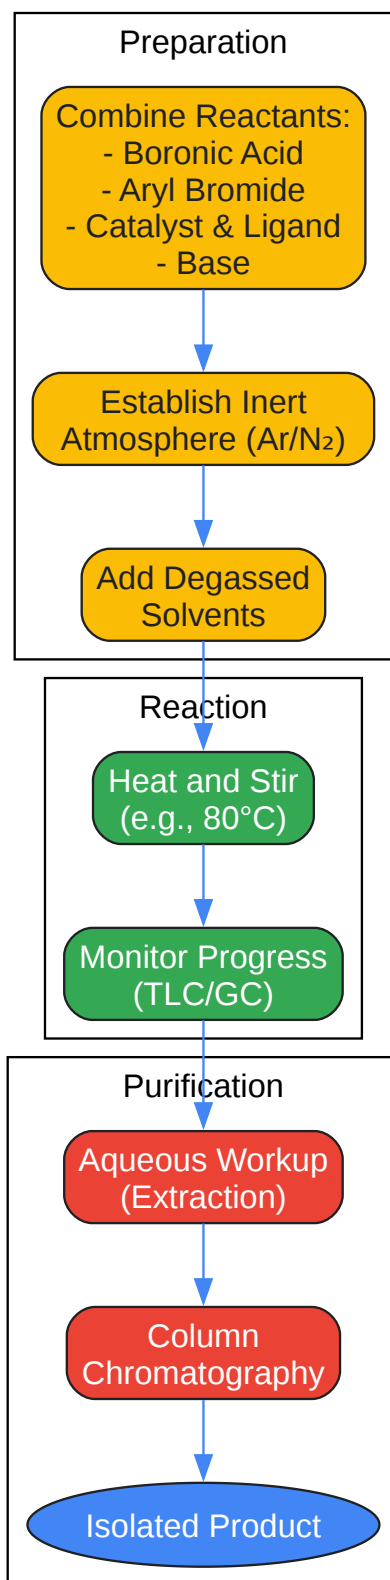 Preparation
Combine Reactants:
- Boronic Acid
- Aryl Bromide
- Catalyst & Ligand
- Base
Establish Inert
Atmosphere (Ar/N₂)
Add Degassed
Solvents
Reaction
Heat and Stir
(e.g., 80°C)
Monitor Progress
(TLC/GC)
Purification
Aqueous Workup
(Extraction)
Column
Chromatography
Isolated Product